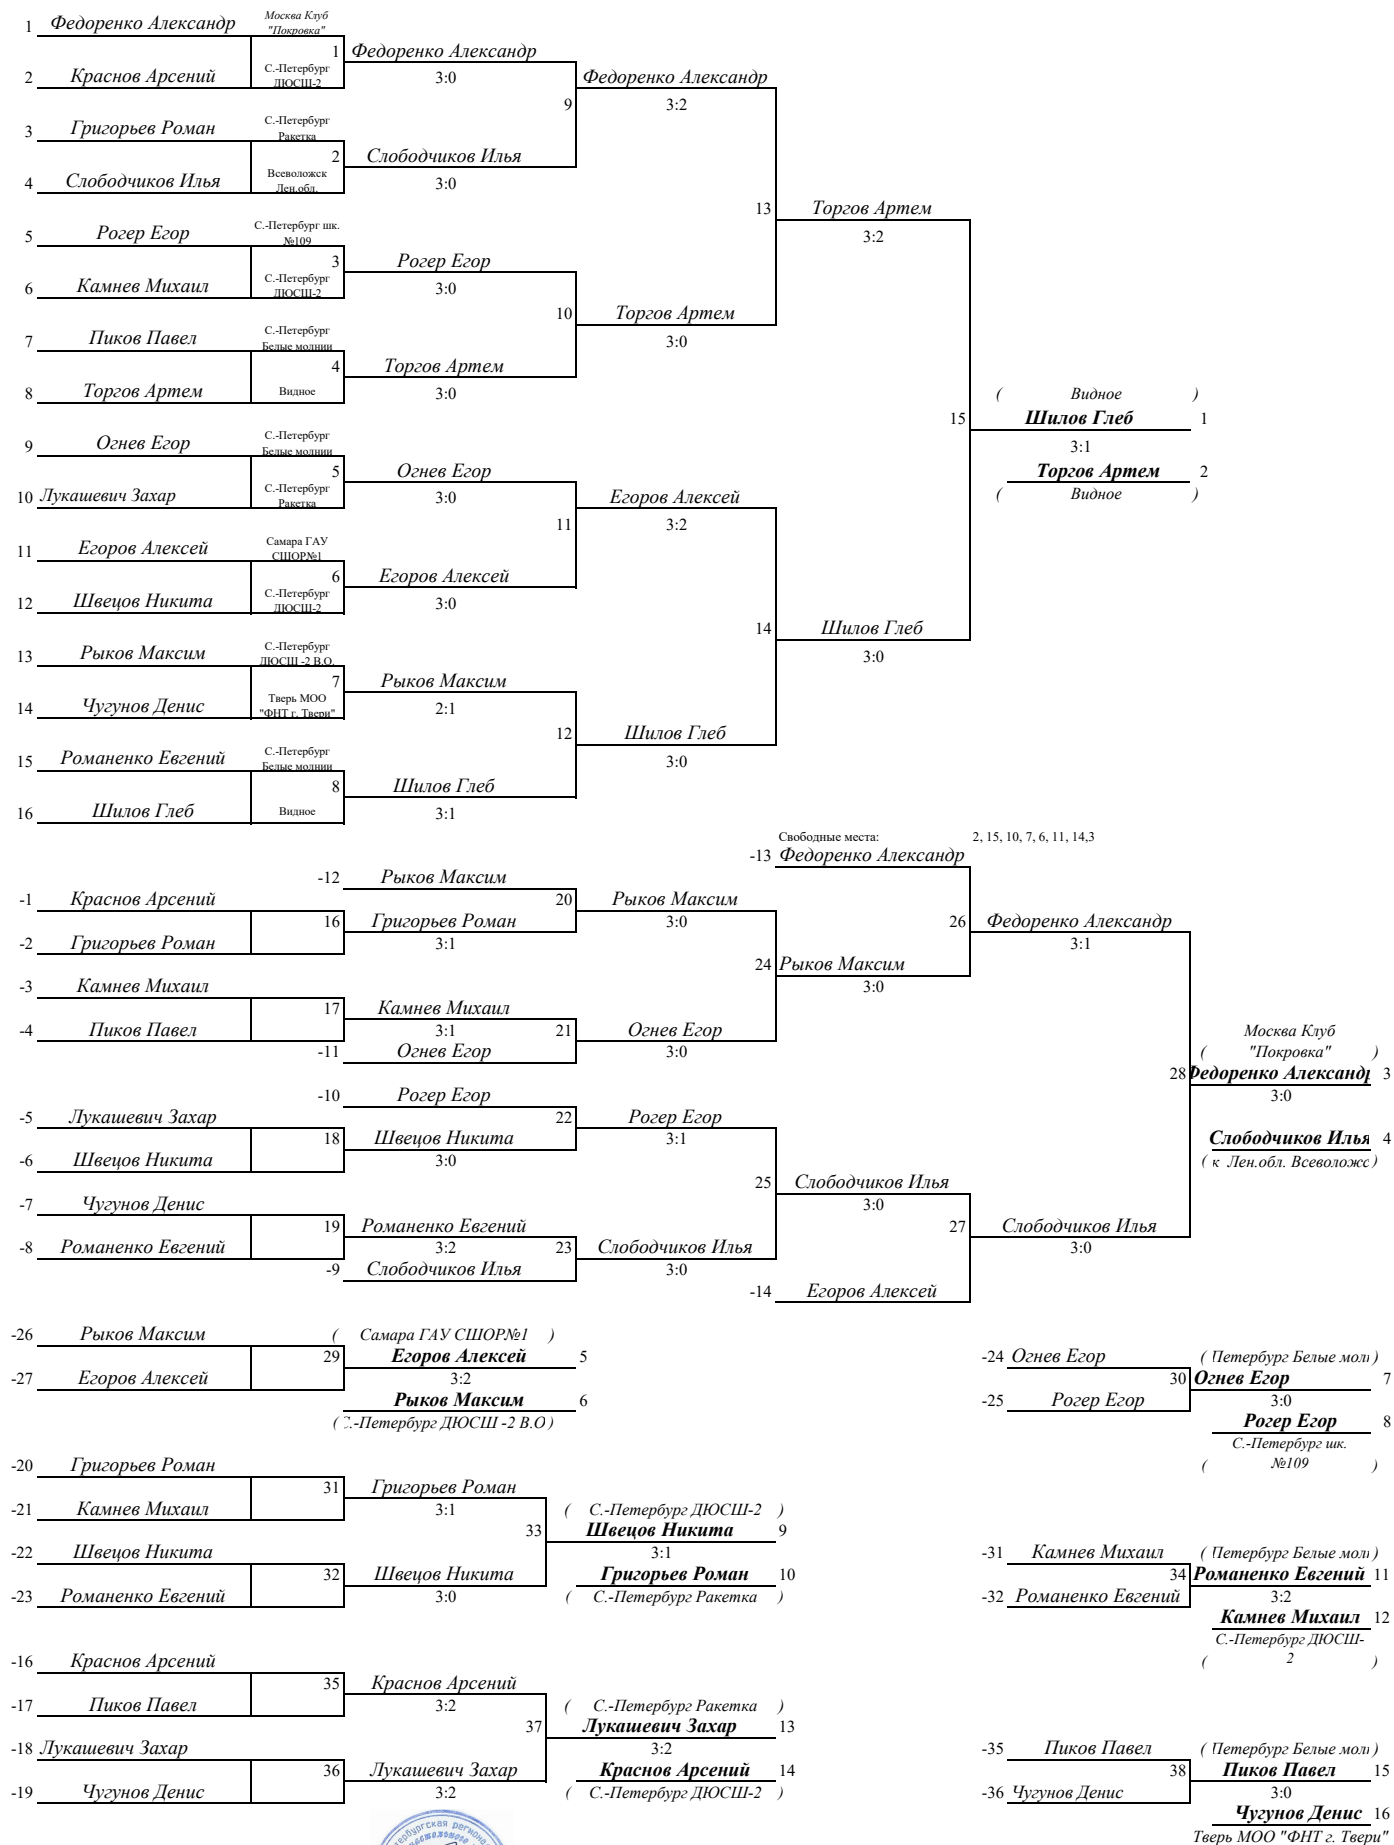 1 Федоренко Александр Москва Клуб "Покровка"
1 Федоренко Александр
2 Краснов Арсений С.-Петербург ДЮСШ-2
3:0 Федоренко Александр
9 3:2
3 Григорьев Роман С.-Петербург Ракетка
2 Слободчиков Илья
4 Слободчиков Илья Всеволожск Лен.обл.
3:0
13 Торгов Артем
3:2
5 Рогер Егор С.-Петербург шк. №109
3 Рогер Егор
6 Камнев Михаил С.-Петербург ДЮСШ-2
3:0
10 Торгов Артем
3:0
7 Пиков Павел С.-Петербург Белые молнии
4 Торгов Артем
8 Торгов Артем Видное
3:0
( Видное )
15 Шилов Глеб 1
3:1
Торгов Артем 2
( Видное )
9 Огнев Егор С.-Петербург Белые молнии
5 Огнев Егор
10 Лукашевич Захар С.-Петербург Ракетка
3:0
Егоров Алексей
11 3:2
11 Егоров Алексей Самара ГАУ СШОР№1
6 Егоров Алексей
12 Швецов Никита С.-Петербург ДЮСШ-2
3:0
14 Шилов Глеб
3:0
13 Рыков Максим С.-Петербург ДЮСШ -2 В.О.
7 Рыков Максим
14 Чугунов Денис Тверь МОО "ФНТ г. Твери"
2:1
12 Шилов Глеб
3:0
15 Романенко Евгений С.-Петербург Белые молнии
8 Шилов Глеб
16 Шилов Глеб Видное
3:1
Свободные места: 2, 15, 10, 7, 6, 11, 14,3
-13 Федоренко Александр
-12 Рыков Максим
-1 Краснов Арсений
20 Рыков Максим
16 Григорьев Роман
3:0
26 Федоренко Александр
-2 Григорьев Роман
3:1
3:1
24 Рыков Максим
3:0
-3 Камнев Михаил
17 Камнев Михаил
-4 Пиков Павел
3:1
21 Огнев Егор
-11 Огнев Егор
3:0
Москва Клуб
( "Покровка" )
28 Федоренко Александр 3
3:0
Слободчиков Илья 4
( к Лен.обл. Всеволожс )
-10 Рогер Егор
-5 Лукашевич Захар
22 Рогер Егор
18 Швецов Никита
3:1
-6 Швецов Никита
3:0
25 Слободчиков Илья
3:0
-7 Чугунов Денис
19 Романенко Евгений
27 Слободчиков Илья
-8 Романенко Евгений
3:2
23 Слободчиков Илья
3:0
-9 Слободчиков Илья
3:0
-14 Егоров Алексей
-26 Рыков Максим
( Самара ГАУ СШОР№1 )
29 Егоров Алексей 5
-27 Егоров Алексей
3:2
Рыков Максим 6
( С.-Петербург ДЮСШ -2 В.О )
-24 Огнев Егор
( Петербург Белые мол )
30 Огнев Егор 7
-25 Рогер Егор
3:0
Рогер Егор 8
С.-Петербург шк.
( №109 )
-20 Григорьев Роман
31 Григорьев Роман
-21 Камнев Михаил
3:1
( С.-Петербург ДЮСШ-2 )
33 Швецов Никита 9
3:1
-22 Швецов Никита
32 Швецов Никита
Григорьев Роман 10
-23 Романенко Евгений
3:0
( С.-Петербург Ракетка )
-31 Камнев Михаил
( Петербург Белые мол )
34 Романенко Евгений 11
-32 Романенко Евгений
3:2
Камнев Михаил 12
С.-Петербург ДЮСШ-
( 2 )
-16 Краснов Арсений
35 Краснов Арсений
-17 Пиков Павел
3:2
( С.-Петербург Ракетка )
37 Лукашевич Захар 13
3:2
-18 Лукашевич Захар
36 Лукашевич Захар
Краснов Арсений 14
-19 Чугунов Денис
3:2
( С.-Петербург ДЮСШ-2 )
-35 Пиков Павел
( Петербург Белые мол )
38 Пиков Павел 15
-36 Чугунов Денис
3:0
Чугунов Денис 16
Тверь МОО "ФНТ г. Твери"